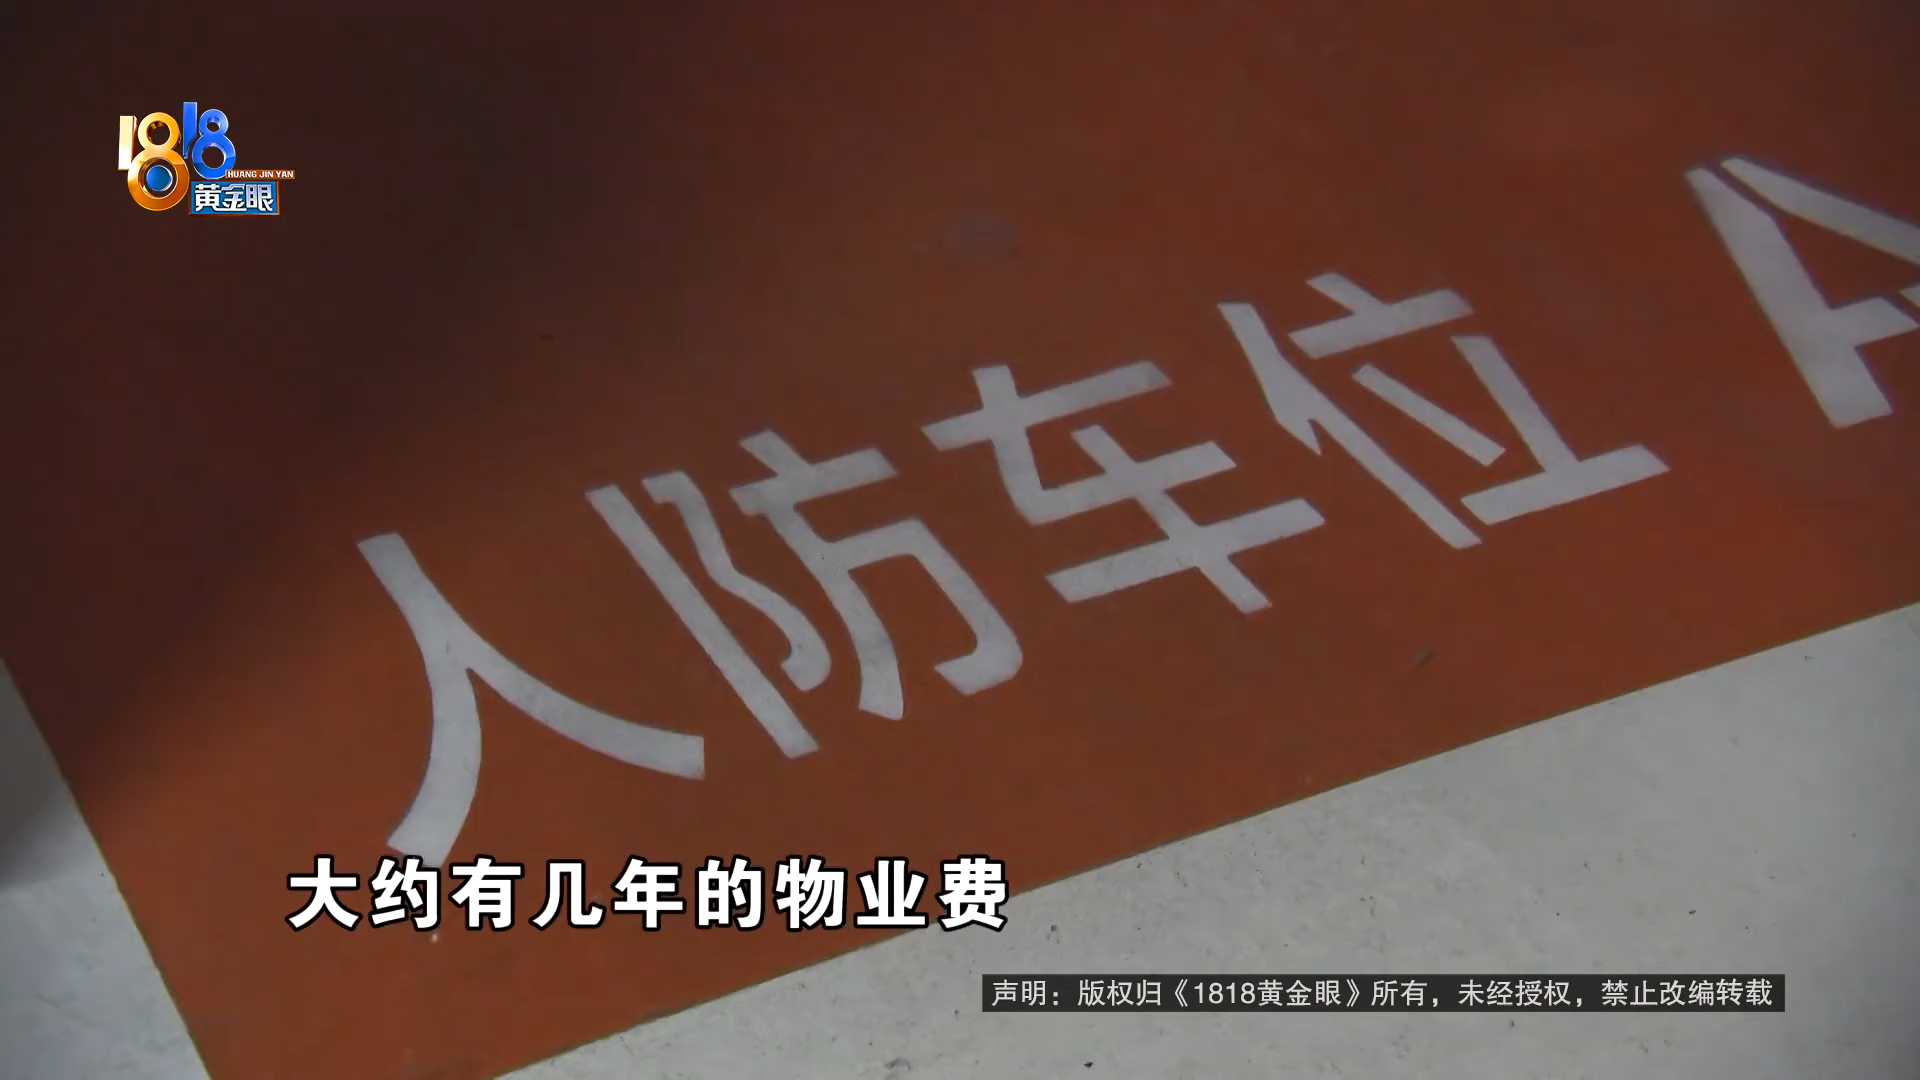 1818
HUANG JIN YAN
黄金眼
人防车位 A
大约有几年的物业费
声明：版权归《1818黄金眼》所有，未经授权，禁止改编转载